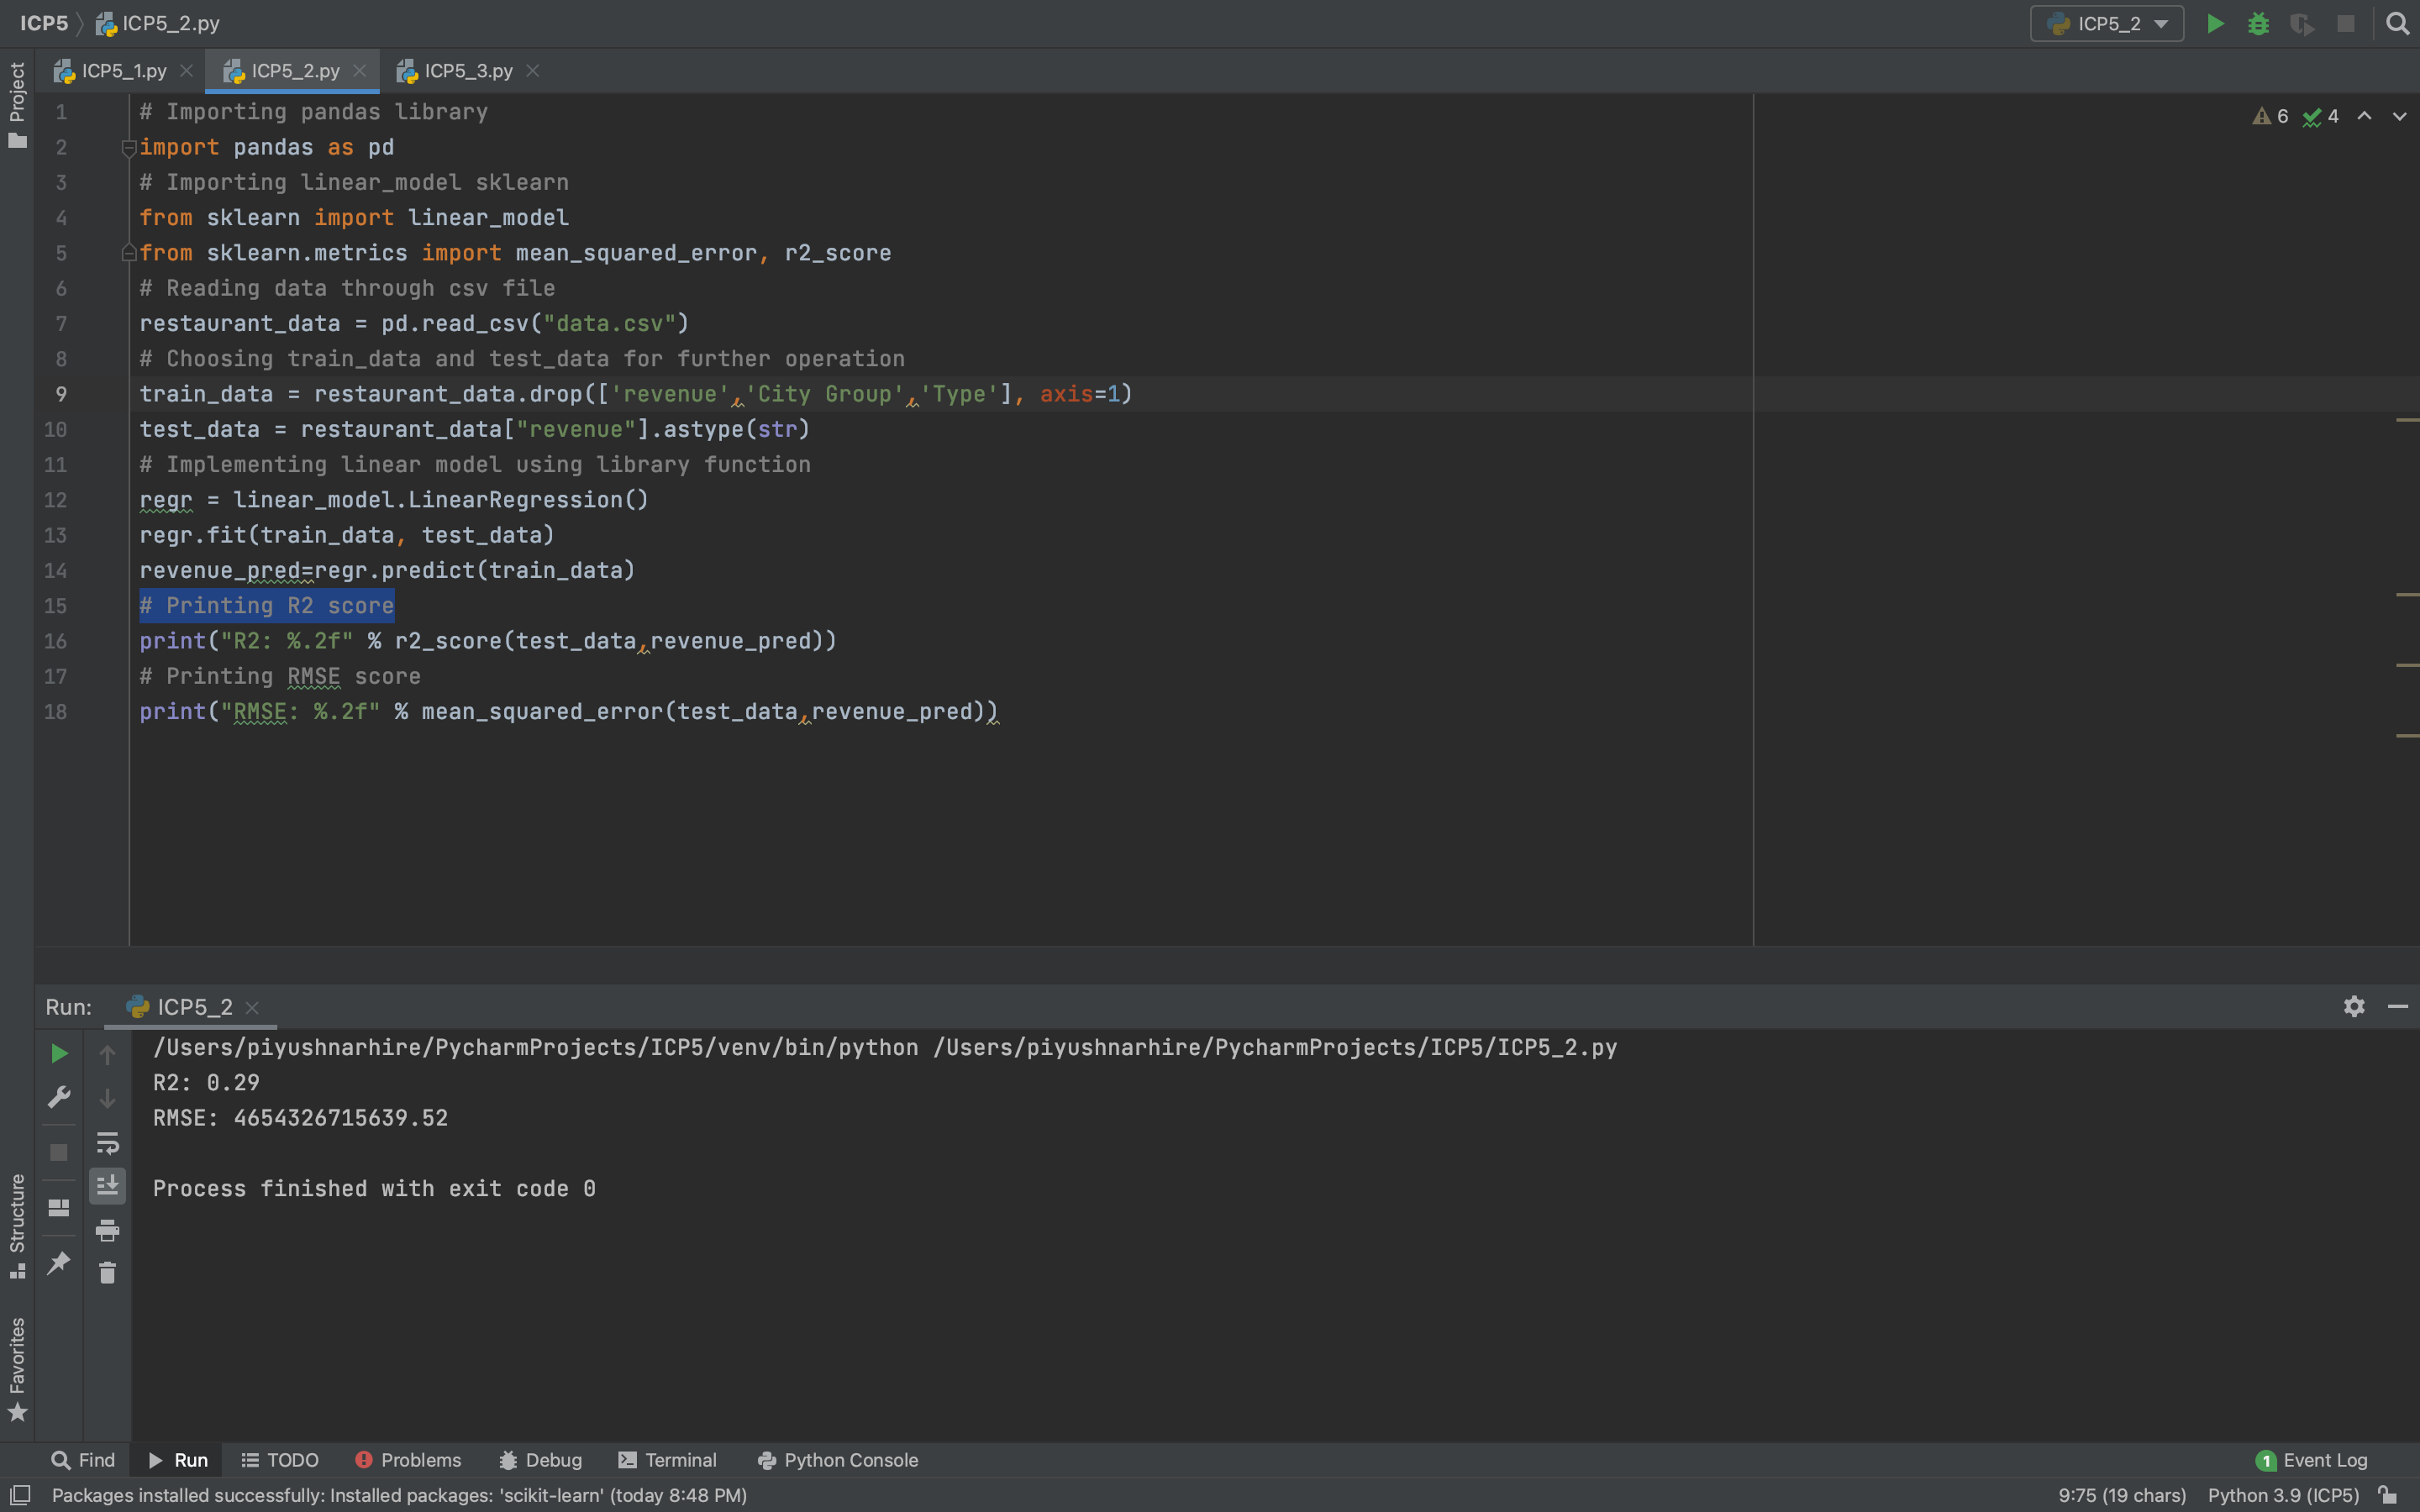 ICP5 ICP5_2.py ICP5_2
Project
ICP5_1.py ICP5_2.py ICP5_3.py
6 4
1 # Importing pandas library
2 import pandas as pd
3 # Importing linear_model sklearn
4 from sklearn import linear_model
5 from sklearn.metrics import mean_squared_error, r2_score
6 # Reading data through csv file
7 restaurant_data = pd.read_csv("data.csv")
8 # Choosing train_data and test_data for further operation
9 train_data = restaurant_data.drop(['revenue','City Group','Type'], axis=1)
10 test_data = restaurant_data["revenue"].astype(str)
11 # Implementing linear model using library function
12 regr = linear_model.LinearRegression()
13 regr.fit(train_data, test_data)
14 revenue_pred=regr.predict(train_data)
15 # Printing R2 score
16 print("R2: %.2f" % r2_score(test_data,revenue_pred))
17 # Printing RMSE score
18 print("RMSE: %.2f" % mean_squared_error(test_data,revenue_pred))
Run: ICP5_2
/Users/piyushnarhire/PycharmProjects/ICP5/venv/bin/python /Users/piyushnarhire/PycharmProjects/ICP5/ICP5_2.py
R2: 0.29
RMSE: 4654326715639.52
Process finished with exit code 0
Structure
Favorites
Find Run TODO Problems Debug Terminal Python Console 1 Event Log
Packages installed successfully: Installed packages: 'scikit-learn' (today 8:48 PM) 9:75 (19 chars) Python 3.9 (ICP5)